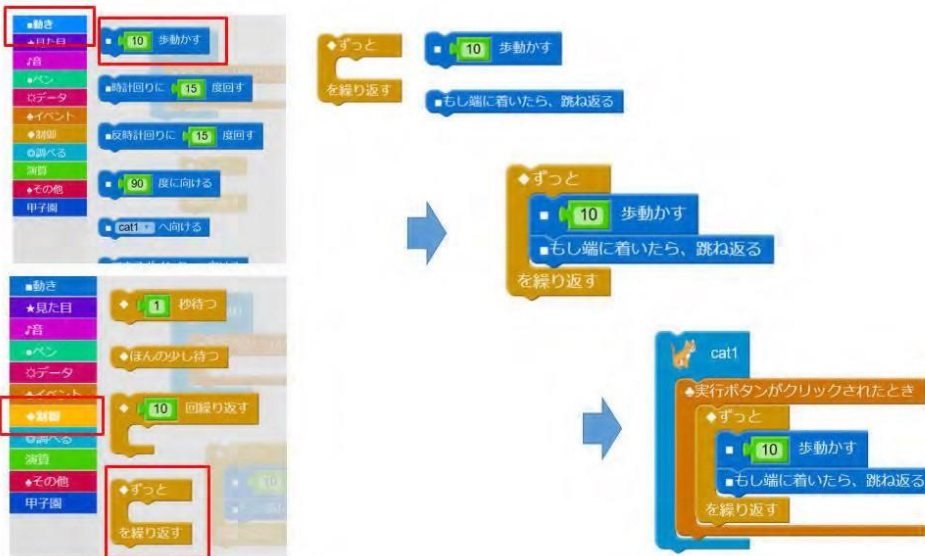 ■動き
★見た目
♪音
●ペン
☼データ
♠イベント
◆制御
◎調べる
演算
♠その他
甲子園
■ 10 歩動かす
■時計回りに 15 度回す
■反時計回りに 15 度回す
■ 90 度に向ける
■ cat1 へ向ける
◆ずっと
を繰り返す
■ 10 歩動かす
■もし端に着いたら、跳ね返る
◆ずっと
■ 10 歩動かす
■もし端に着いたら、跳ね返る
を繰り返す
■動き
★見た目
♪音
●ペン
☼データ
♠イベント
◆制御
◎調べる
演算
♠その他
甲子園
◆ 1 秒待つ
◆ほんの少し待つ
◆ 10 回繰り返す
◆ずっと
を繰り返す
cat1
♠実行ボタンがクリックされたとき
◆ずっと
■ 10 歩動かす
■もし端に着いたら、跳ね返る
を繰り返す